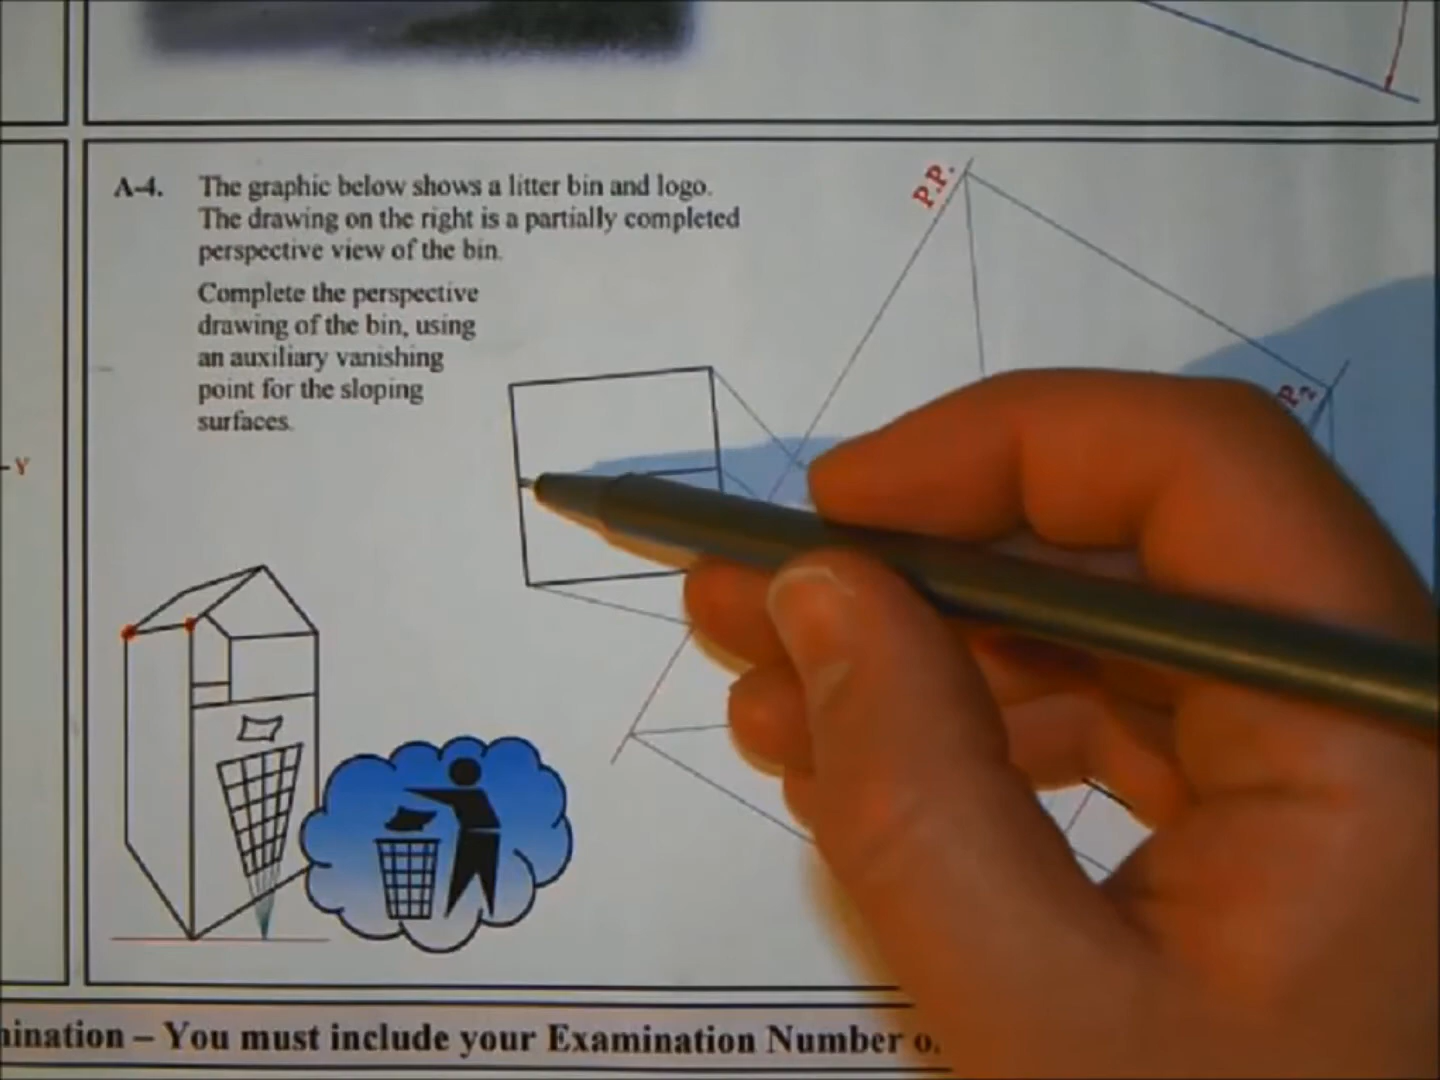 P.P.
A-4. The graphic below shows a litter bin and logo.
The drawing on the right is a partially completed
perspective view of the bin.
Complete the perspective
drawing of the bin, using
an auxiliary vanishing
point for the sloping
surfaces.
P2
Y
mination – You must include your Examination Number o